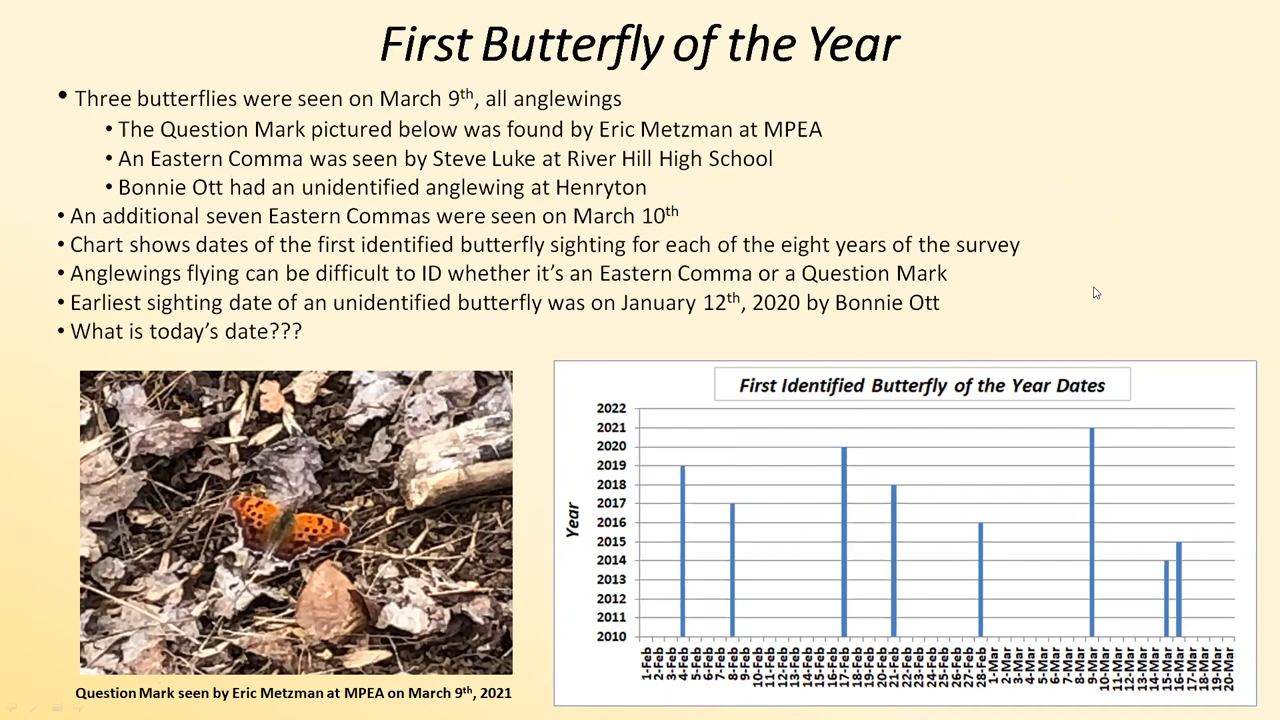 First Butterfly of the Year
• Three butterflies were seen on March 9th, all anglewings
• The Question Mark pictured below was found by Eric Metzman at MPEA
• An Eastern Comma was seen by Steve Luke at River Hill High School
• Bonnie Ott had an unidentified anglewing at Henryton
• An additional seven Eastern Commas were seen on March 10th
• Chart shows dates of the first identified butterfly sighting for each of the eight years of the survey
• Anglewings flying can be difficult to ID whether it's an Eastern Comma or a Question Mark
• Earliest sighting date of an unidentified butterfly was on January 12th, 2020 by Bonnie Ott
• What is today's date???
Question Mark seen by Eric Metzman at MPEA on March 9th, 2021
First Identified Butterfly of the Year Dates
Year
2022
2021
2020
2019
2018
2017
2016
2015
2014
2013
2012
2011
2010
1-Feb
2-Feb
3-Feb
4-Feb
5-Feb
6-Feb
7-Feb
8-Feb
9-Feb
10-Feb
11-Feb
12-Feb
13-Feb
14-Feb
15-Feb
16-Feb
17-Feb
18-Feb
19-Feb
20-Feb
21-Feb
22-Feb
23-Feb
24-Feb
25-Feb
26-Feb
27-Feb
28-Feb
1-Mar
2-Mar
3-Mar
4-Mar
5-Mar
6-Mar
7-Mar
8-Mar
9-Mar
10-Mar
11-Mar
12-Mar
13-Mar
14-Mar
15-Mar
16-Mar
17-Mar
18-Mar
19-Mar
20-Mar